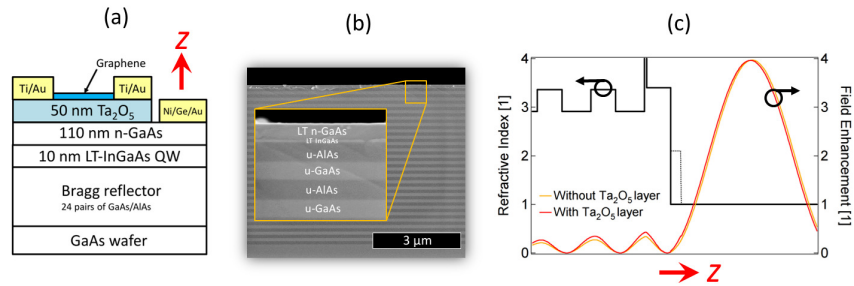 (a)
z
Graphene
Ti/Au
Ti/Au
50 nm Ta₂O₅
Ni/Ge/Au
110 nm n-GaAs
10 nm LT-InGaAs QW
Bragg reflector
24 pairs of GaAs/AlAs
GaAs wafer
(b)
LT n-GaAs
LT InGaAs
u-AlAs
u-GaAs
u-AlAs
u-GaAs
3 µm
(c)
Refractive Index [1]
4
3
2
1
0
Without Ta₂O₅ layer
With Ta₂O₅ layer
4
3
2
1
0
Field Enhancement [1]
z